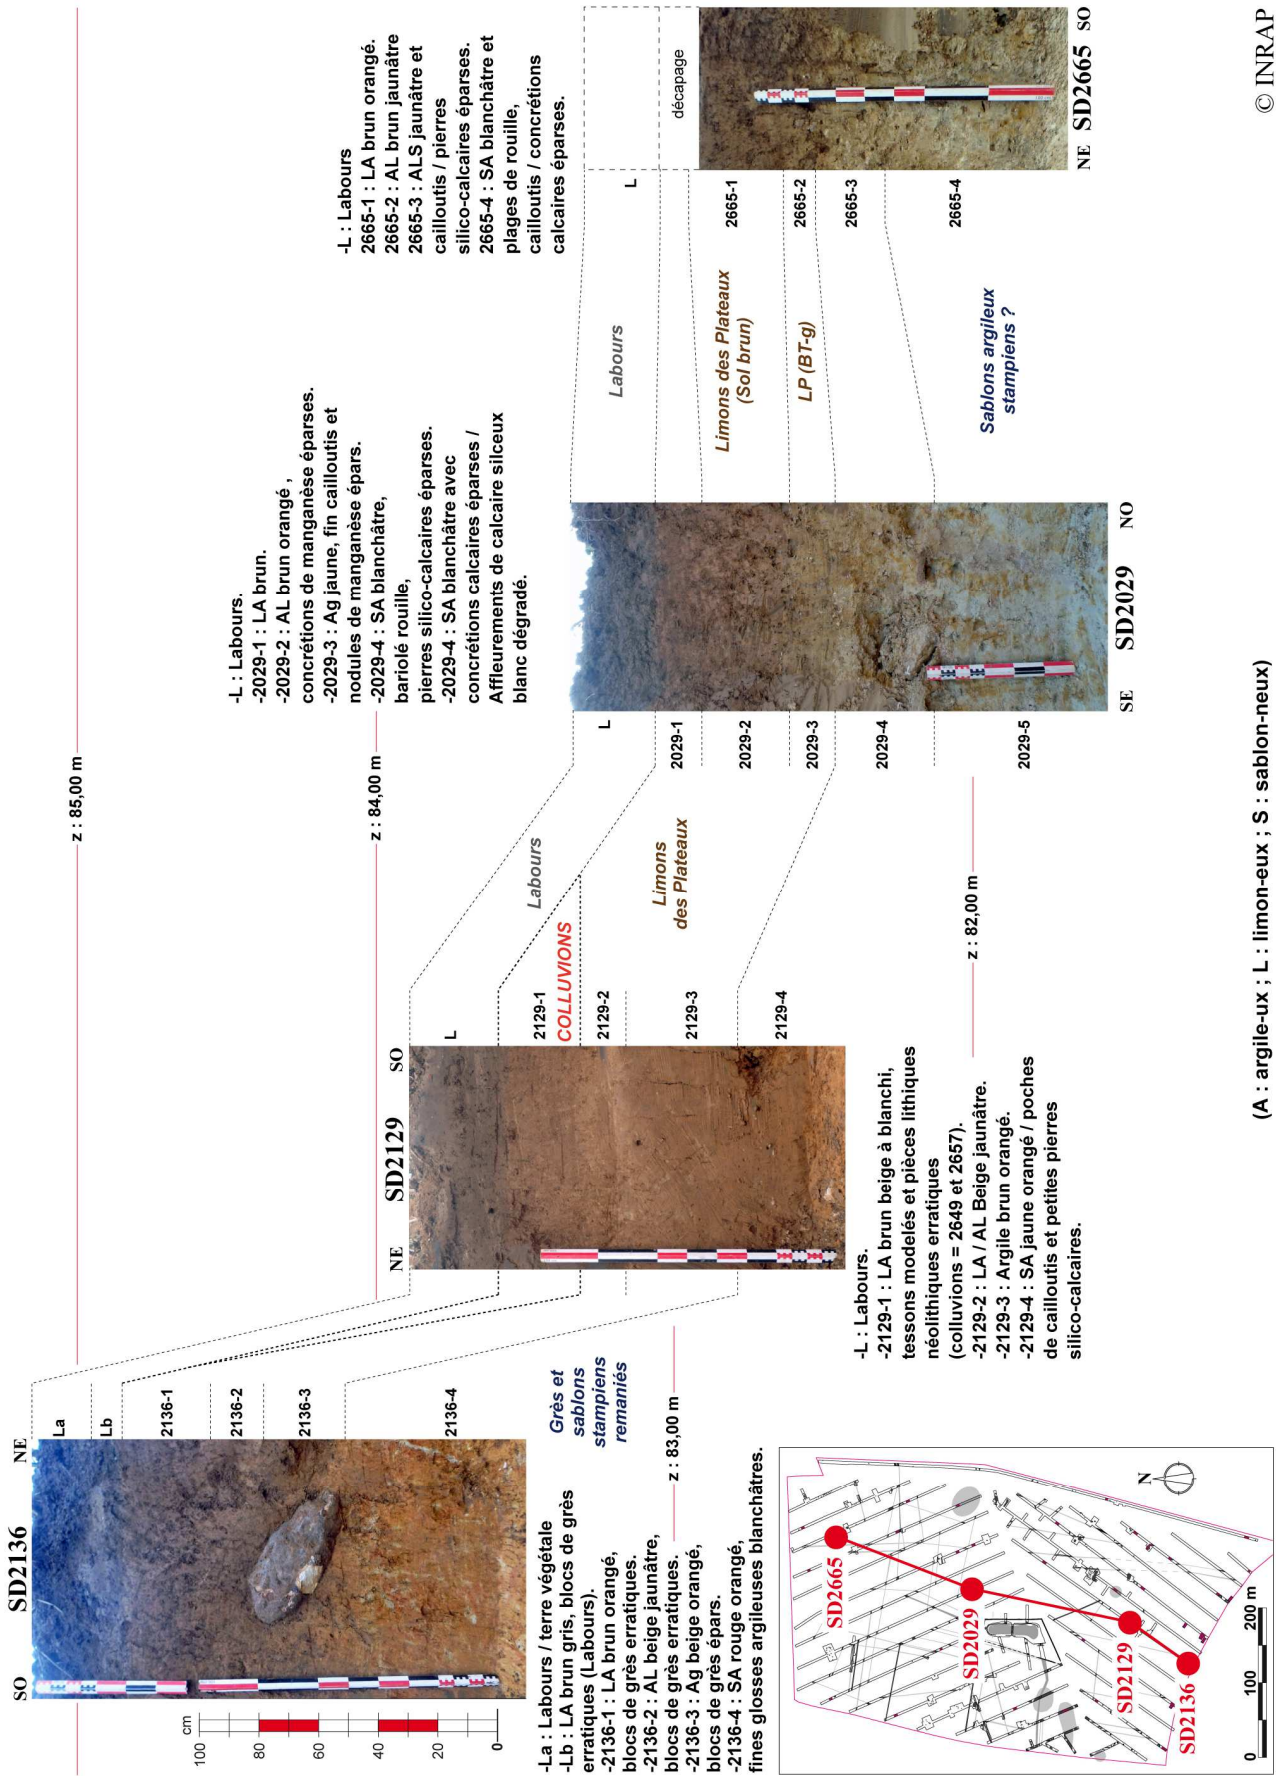 SD2136
SO
NE
La
Lb
2136-1
2136-2
2136-3
2136-4
cm
100
80
60
40
20
0
z : 85,00 m
z : 84,00 m
z : 83,00 m
z : 82,00 m
-La : Labours / terre végétale
-Lb : LA brun gris, blocs de grès
erratiques (Labours).
-2136-1 : LA brun orangé,
blocs de grès erratiques.
-2136-2 : AL beige jaunâtre,
blocs de grès erratiques.
-2136-3 : Ag beige orangé,
blocs de grès épars.
-2136-4 : SA rouge orangé,
fines glosses argileuses blanchâtres.
Grès et
sablons
stampiens
remaniés
SD2129
NE
SO
L
2129-1
COLLUVIONS
2129-2
2129-3
2129-4
Labours
Limons
des Plateaux
-L : Labours.
-2129-1 : LA brun beige à blanchi,
tessons modelés et pièces lithiques
néolithiques erratiques
(colluvions = 2649 et 2657).
-2129-2 : LA / AL Beige jaunâtre.
-2129-3 : Argile brun orangé.
-2129-4 : SA jaune orangé / poches
de cailloutis et petites pierres
silico-calcaires.
-L : Labours.
-2029-1 : LA brun.
-2029-2 : AL brun orangé ,
concrétions de manganèse éparses.
-2029-3 : Ag jaune, fin cailloutis et
nodules de manganèse épars.
-2029-4 : SA blanchâtre,
bariolé rouille,
pierres silico-calcaires éparses.
-2029-4 : SA blanchâtre avec
concrétions calcaires éparses /
Affleurements de calcaire silceux
blanc dégradé.
L
2029-1
2029-2
2029-3
2029-4
2029-5
SE
SD2029
NO
Labours
Limons des Plateaux
(Sol brun)
LP (BT-g)
Sablons argileux
stampiens ?
-L : Labours
2665-1 : LA brun orangé.
2665-2 : AL brun jaunâtre
2665-3 : ALS jaunâtre et
cailloutis / pierres
silico-calcaires éparses.
2665-4 : SA blanchâtre et
plages de rouille,
cailloutis / concrétions
calcaires éparses.
décapage
L
2665-1
2665-2
2665-3
2665-4
NE
SD2665
SO
SD2665
SD2029
SD2129
SD2136
N
0
100
200 m
(A : argile-ux ; L : limon-eux ; S : sablon-neux)
© INRAP